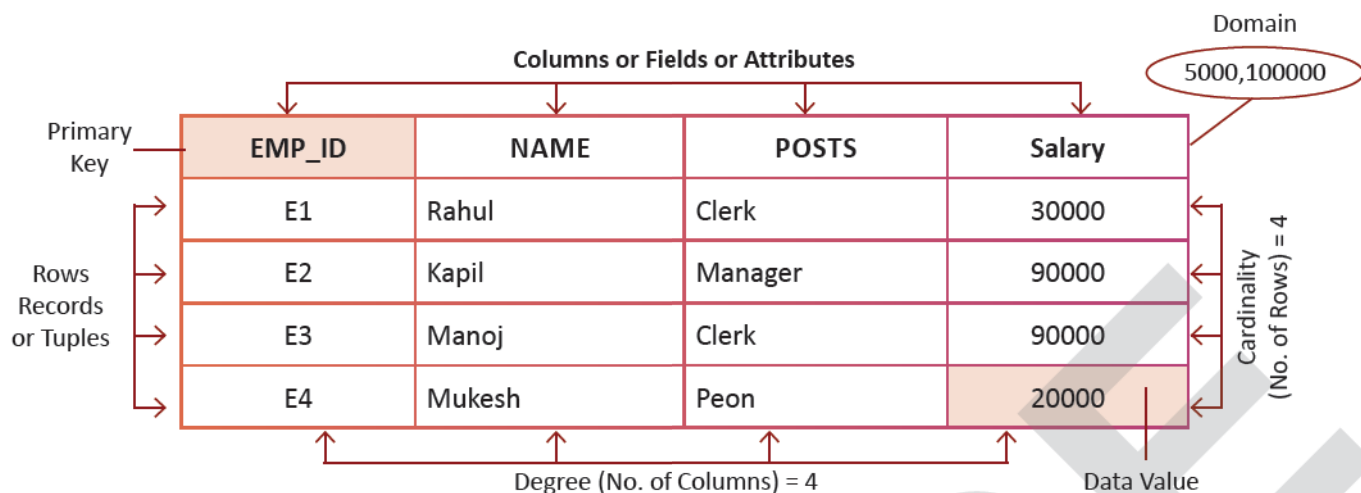 Domain
5000,100000
Columns or Fields or Attributes
Primary
Key
EMP_ID NAME POSTS Salary
E1 Rahul Clerk 30000
E2 Kapil Manager 90000
E3 Manoj Clerk 90000
E4 Mukesh Peon 20000
Rows
Records
or Tuples
Cardinality
(No. of Rows) = 4
Degree (No. of Columns) = 4
Data Value